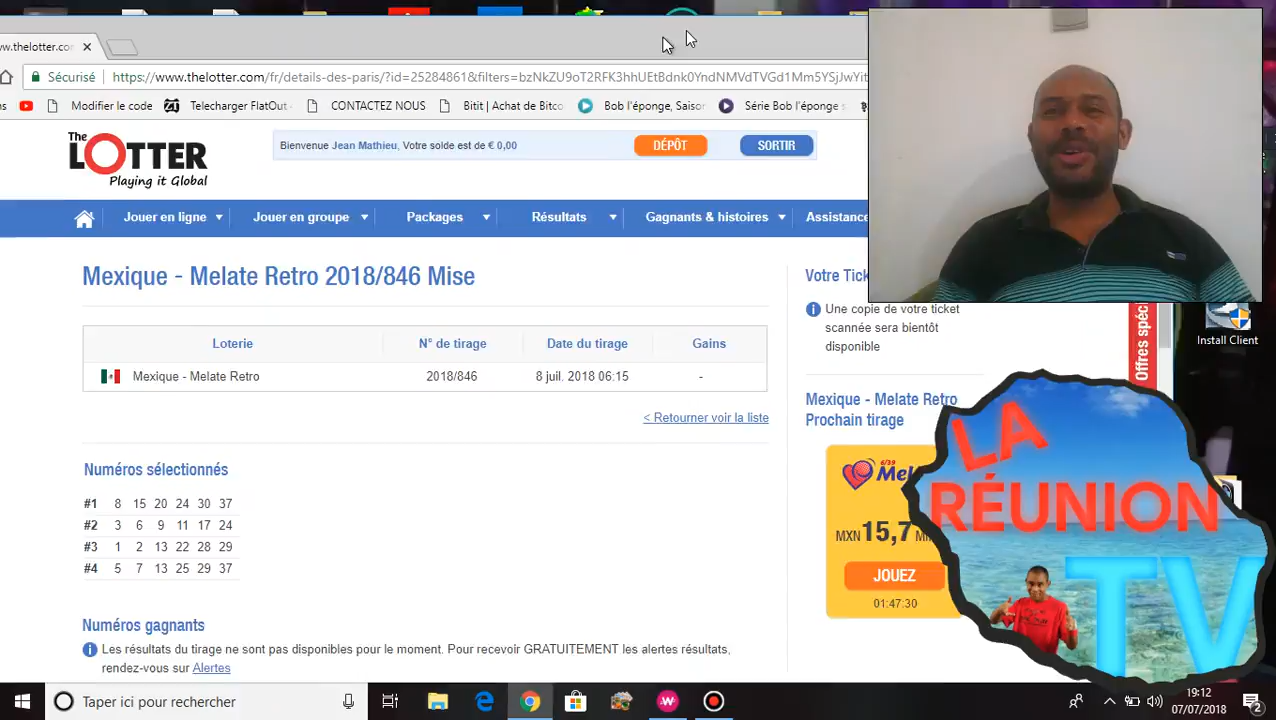 ww.thelotter.co
Sécurisé
https://www.thelotter.com/fr/details-des-paris/?id=25284861&filters=
Modifier le code
Telecharger FlatOut
CONTACTEZ NOUS
Bitit | Achat de Bitco
Bob l'éponge, Saison
Série Bob l'éponge
The
LOTTER
Playing it Global
Bienvenue Jean Mathieu, Votre solde est de € 0,00
DÉPÔT
SORTIR
Jouer en ligne
Jouer en groupe
Packages
Résultats
Gagnants & histoires
Assistance
Mexique - Melate Retro 2018/846 Mise
Loterie N° de tirage Date du tirage Gains
Mexique - Melate Retro 2018/846 8 juil. 2018 06:15 -
< Retourner voir la liste
Numéros sélectionnés
#1 8 15 20 24 30 37
#2 3 6 9 11 17 24
#3 1 2 13 22 28 29
#4 5 7 13 25 29 37
Numéros gagnants
Les résultats du tirage ne sont pas disponibles pour le moment. Pour recevoir GRATUITEMENT les alertes résultats,
rendez-vous sur Alertes
Votre Tick
Une copie de votre ticket
scannée sera bientôt
disponible
Mexique - Melate Retro
Prochain tirage
6/39
Mel
MXN 15,7 M
JOUEZ
01:47:30
Offres spéci
Install Client
LA
RÉUNION
TV
Taper ici pour rechercher
19:12
07/07/2018
2